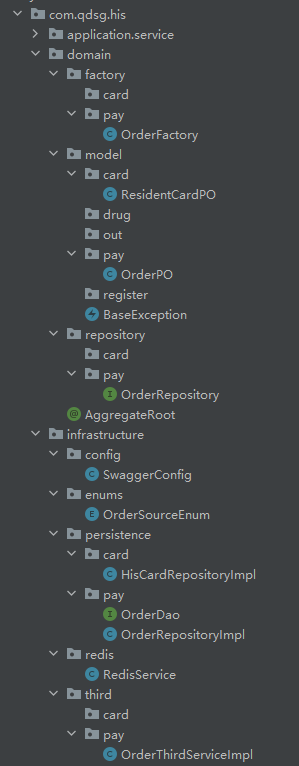 com.qdsg.his
application.service
domain
factory
card
pay
OrderFactory
model
card
ResidentCardPO
drug
out
pay
OrderPO
register
BaseException
repository
card
pay
OrderRepository
AggregateRoot
infrastructure
config
SwaggerConfig
enums
OrderSourceEnum
persistence
card
HisCardRepositoryImpl
pay
OrderDao
OrderRepositoryImpl
redis
RedisService
third
card
pay
OrderThirdServiceImpl